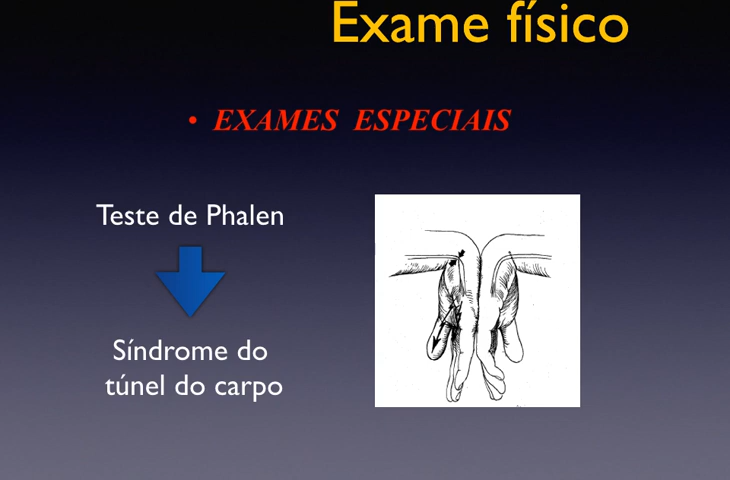 Exame físico
• EXAMES ESPECIAIS
Teste de Phalen
Síndrome do
túnel do carpo